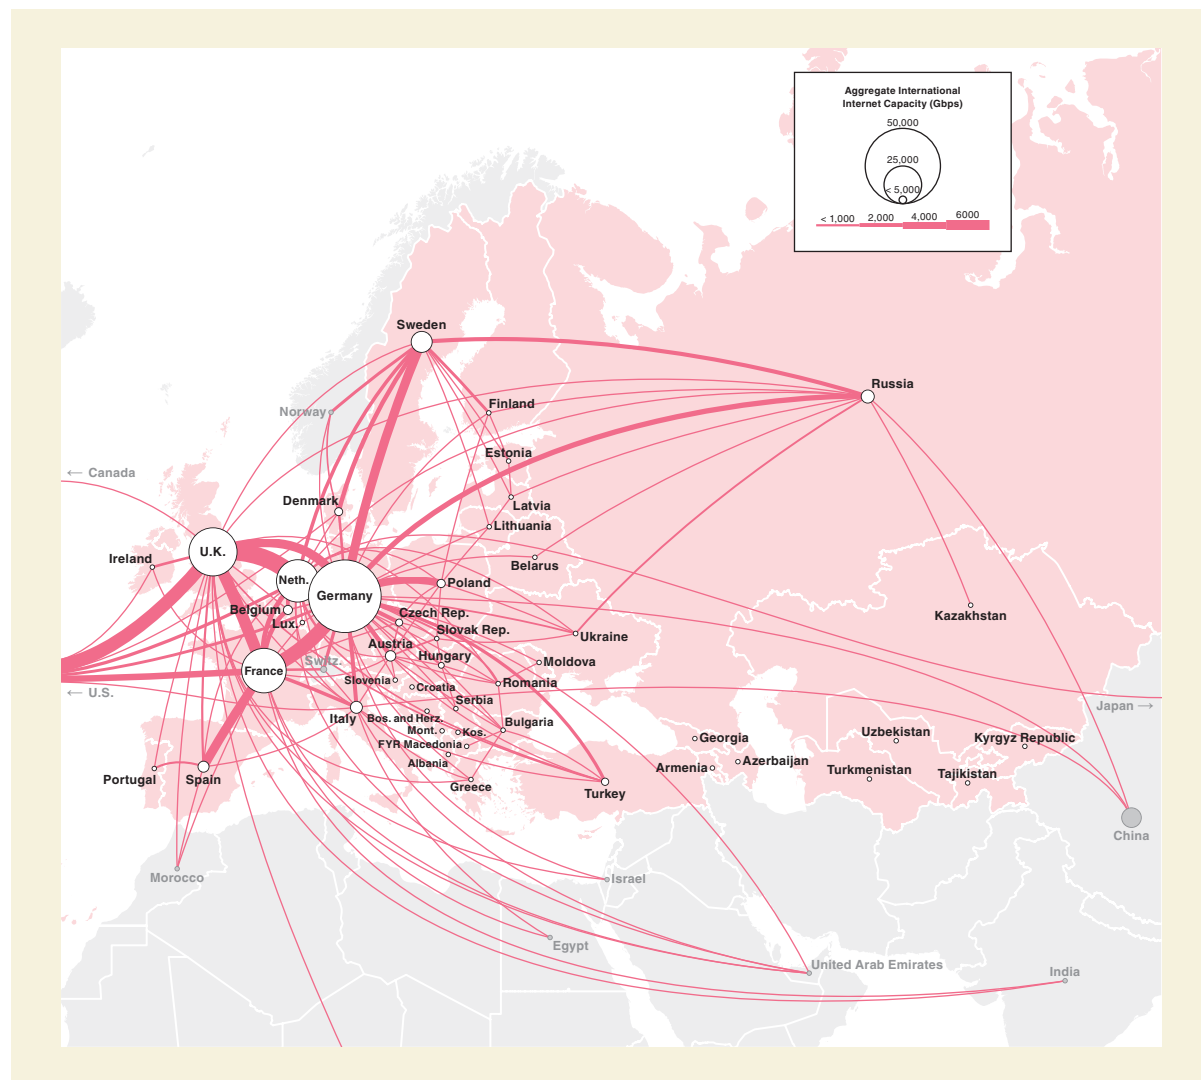 Aggregate International
Internet Capacity (Gbps)
50,000
25,000
< 5,000
< 1,000 2,000 4,000 6000
Sweden
Russia
Norway
Finland
Estonia
← Canada
Denmark
Latvia
Lithuania
U.K.
Ireland
Belarus
Neth.
Poland
Germany
Belgium
Czech Rep.
Kazakhstan
Lux.
Slovak Rep.
Ukraine
Austria
Hungary
Switz.
Moldova
France
Slovenia
Romania
Croatia
← U.S.
Serbia
Japan →
Italy
Bos. and Herz.
Bulgaria
Mont.
Kos.
Uzbekistan
Georgia
Kyrgyz Republic
FYR Macedonia
Albania
Azerbaijan
Armenia
Turkmenistan
Tajikistan
Portugal
Spain
Greece
Turkey
China
Morocco
Israel
Egypt
United Arab Emirates
India